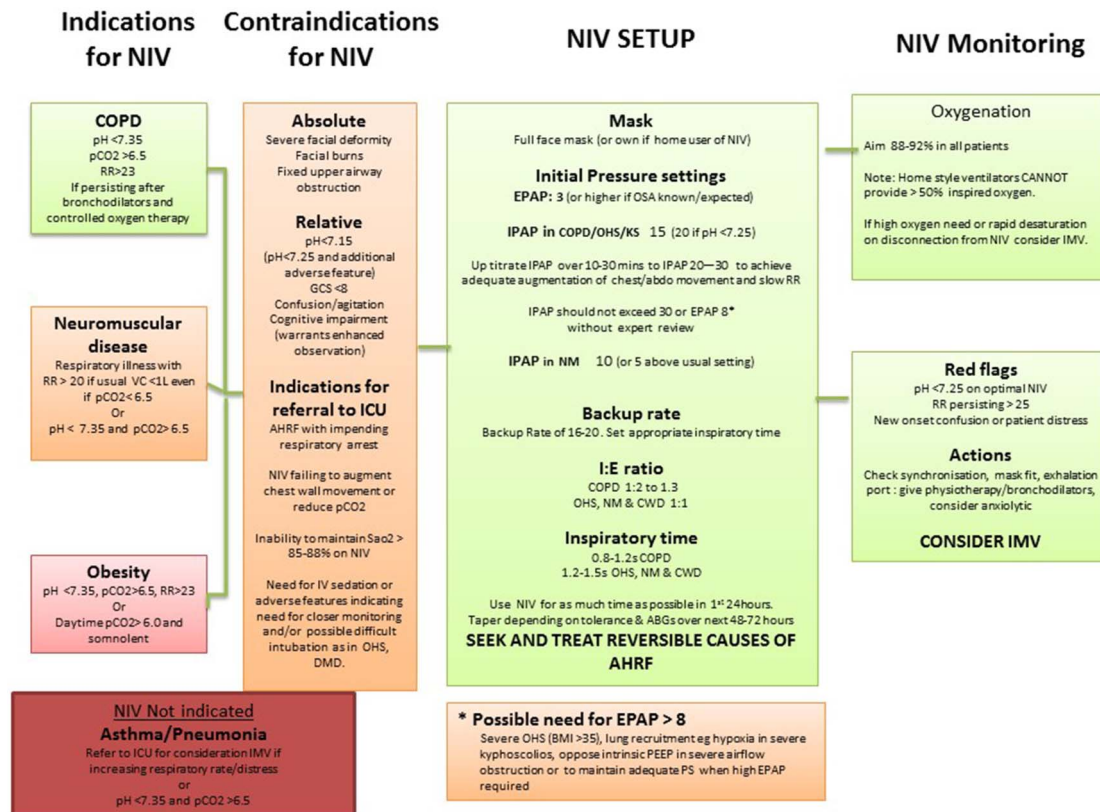 Indications
for NIV
COPD
pH <7.35
pCO2 >6.5
RR>23
If persisting after
bronchodilators and
controlled oxygen therapy
Neuromuscular
disease
Respiratory illness with
RR > 20 if usual VC <1L even
if pCO2< 6.5
Or
pH < 7.35 and pCO2> 6.5
Obesity
pH <7.35, pCO2>6.5, RR>23
Or
Daytime pCO2> 6.0 and
somnolent
NIV Not indicated
Asthma/Pneumonia
Refer to ICU for consideration IMV if
increasing respiratory rate/distress
or
pH <7.35 and pCO2 >6.5
Contraindications
for NIV
Absolute
Severe facial deformity
Facial burns
Fixed upper airway
obstruction
Relative
pH<7.15
(pH<7.25 and additional
adverse feature)
GCS <8
Confusion/agitation
Cognitive impairment
(warrants enhanced
observation)
Indications for
referral to ICU
AHRF with impending
respiratory arrest
NIV failing to augment
chest wall movement or
reduce pCO2
Inability to maintain Sao2 >
85-88% on NIV
Need for IV sedation or
adverse features indicating
need for closer monitoring
and/or possible difficult
intubation as in OHS,
DMD.
NIV SETUP
Mask
Full face mask (or own if home user of NIV)
Initial Pressure settings
EPAP: 3 (or higher if OSA known/expected)
IPAP in COPD/OHS/KS 15 (20 if pH <7.25)
Up titrate IPAP over 10-30 mins to IPAP 20—30 to achieve
adequate augmentation of chest/abdo movement and slow RR
IPAP should not exceed 30 or EPAP 8*
without expert review
IPAP in NM 10 (or 5 above usual setting)
Backup rate
Backup Rate of 16-20. Set appropriate inspiratory time
I:E ratio
COPD 1:2 to 1.3
OHS, NM & CWD 1:1
Inspiratory time
0.8-1.2s COPD
1.2-1.5s OHS, NM & CWD
Use NIV for as much time as possible in 1st 24hours.
Taper depending on tolerance & ABGs over next 48-72 hours
SEEK AND TREAT REVERSIBLE CAUSES OF
AHRF
* Possible need for EPAP > 8
Severe OHS (BMI >35), lung recruitment eg hypoxia in severe
kyphoscolios, oppose intrinsic PEEP in severe airflow
obstruction or to maintain adequate PS when high EPAP
required
NIV Monitoring
Oxygenation
Aim 88-92% in all patients
Note: Home style ventilators CANNOT
provide > 50% inspired oxygen.
If high oxygen need or rapid desaturation
on disconnection from NIV consider IMV.
Red flags
pH <7.25 on optimal NIV
RR persisting > 25
New onset confusion or patient distress
Actions
Check synchronisation, mask fit, exhalation
port : give physiotherapy/bronchodilators,
consider anxiolytic
CONSIDER IMV